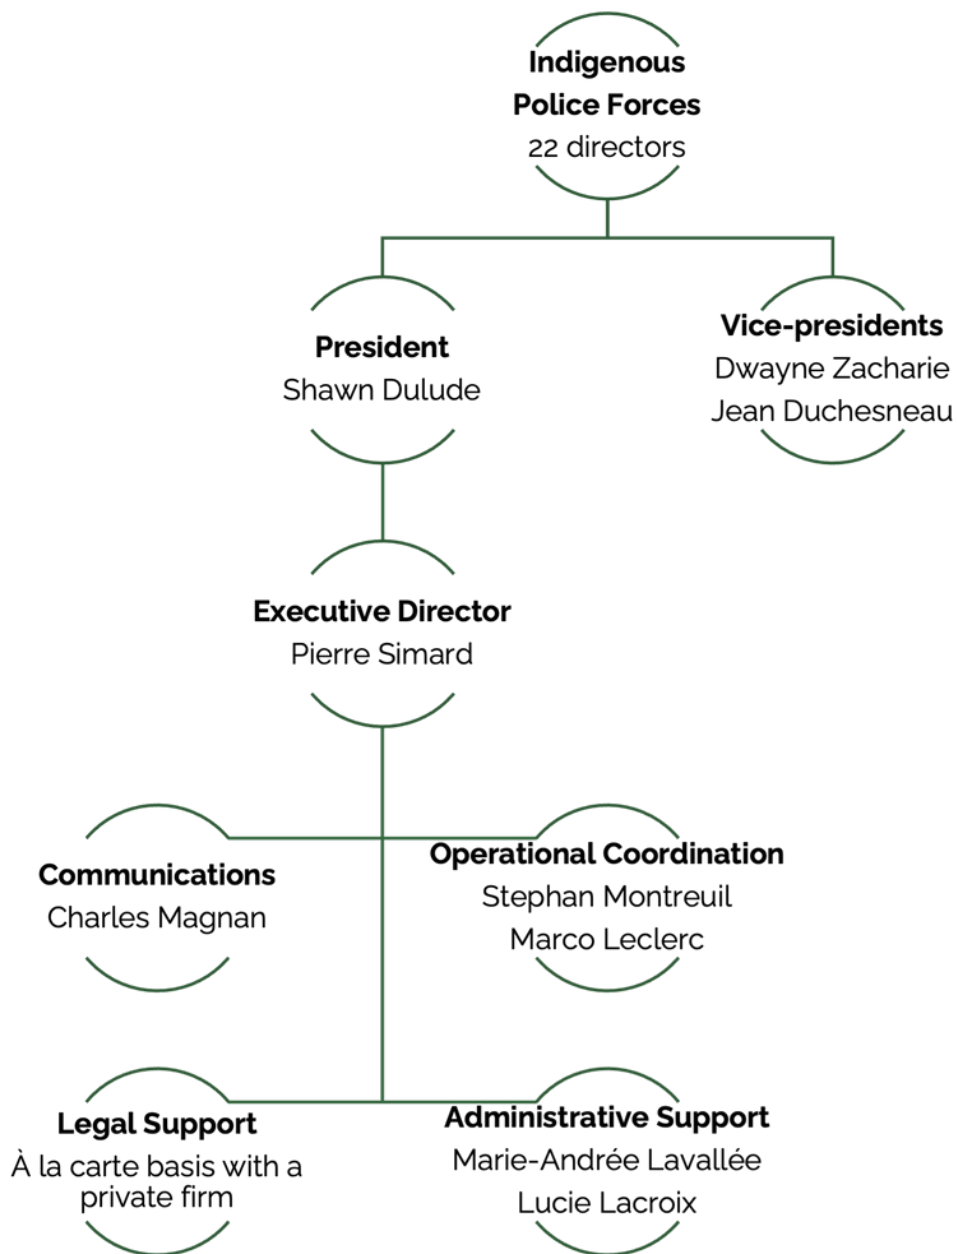 Indigenous
Police Forces
22 directors
President
Shawn Dulude
Vice-presidents
Dwayne Zacharie
Jean Duchesneau
Executive Director
Pierre Simard
Communications
Charles Magnan
Operational Coordination
Stephan Montreuil
Marco Leclerc
Legal Support
À la carte basis with a
private firm
Administrative Support
Marie-Andrée Lavallée
Lucie Lacroix